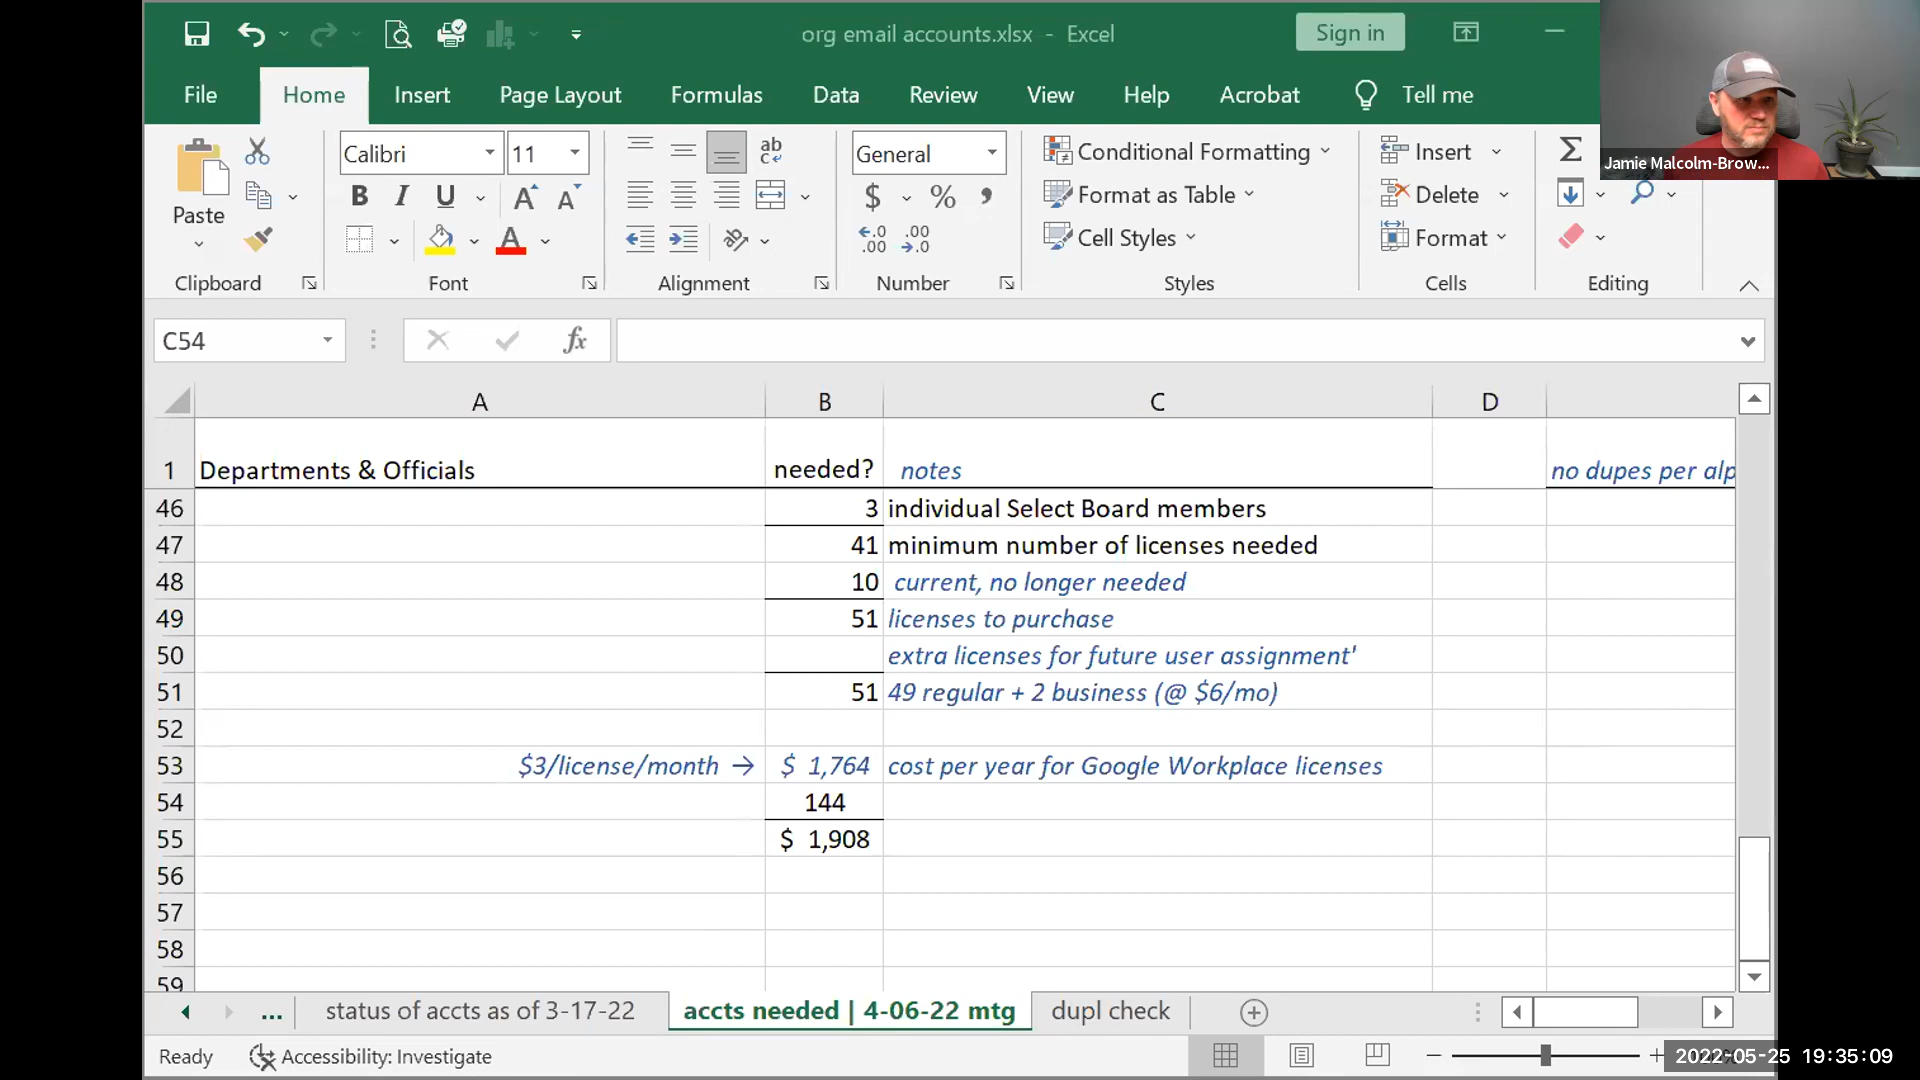 org email accounts.xlsx - Excel
Sign in
File Home Insert Page Layout Formulas Data Review View Help Acrobat Tell me
Jamie Malcolm-Brow...
Paste
Calibri 11
B I U A A A
ab
c
General
$ % ,
.0 .00
.00 .0
Conditional Formatting
Format as Table
Cell Styles
Insert
Delete
Format
Σ
Clipboard Font Alignment Number Styles Cells Editing
C54 fx
A B C D
1 Departments & Officials needed? notes no dupes per alp
46 3 individual Select Board members
47 41 minimum number of licenses needed
48 10 current, no longer needed
49 51 licenses to purchase
50 extra licenses for future user assignment'
51 51 49 regular + 2 business (@ $6/mo)
52
53 $3/license/month → $ 1,764 cost per year for Google Workplace licenses
54 144
55 $ 1,908
56
57
58
59
... status of accts as of 3-17-22 accts needed | 4-06-22 mtg dupl check
Ready Accessibility: Investigate
2022-05-25 19:35:09